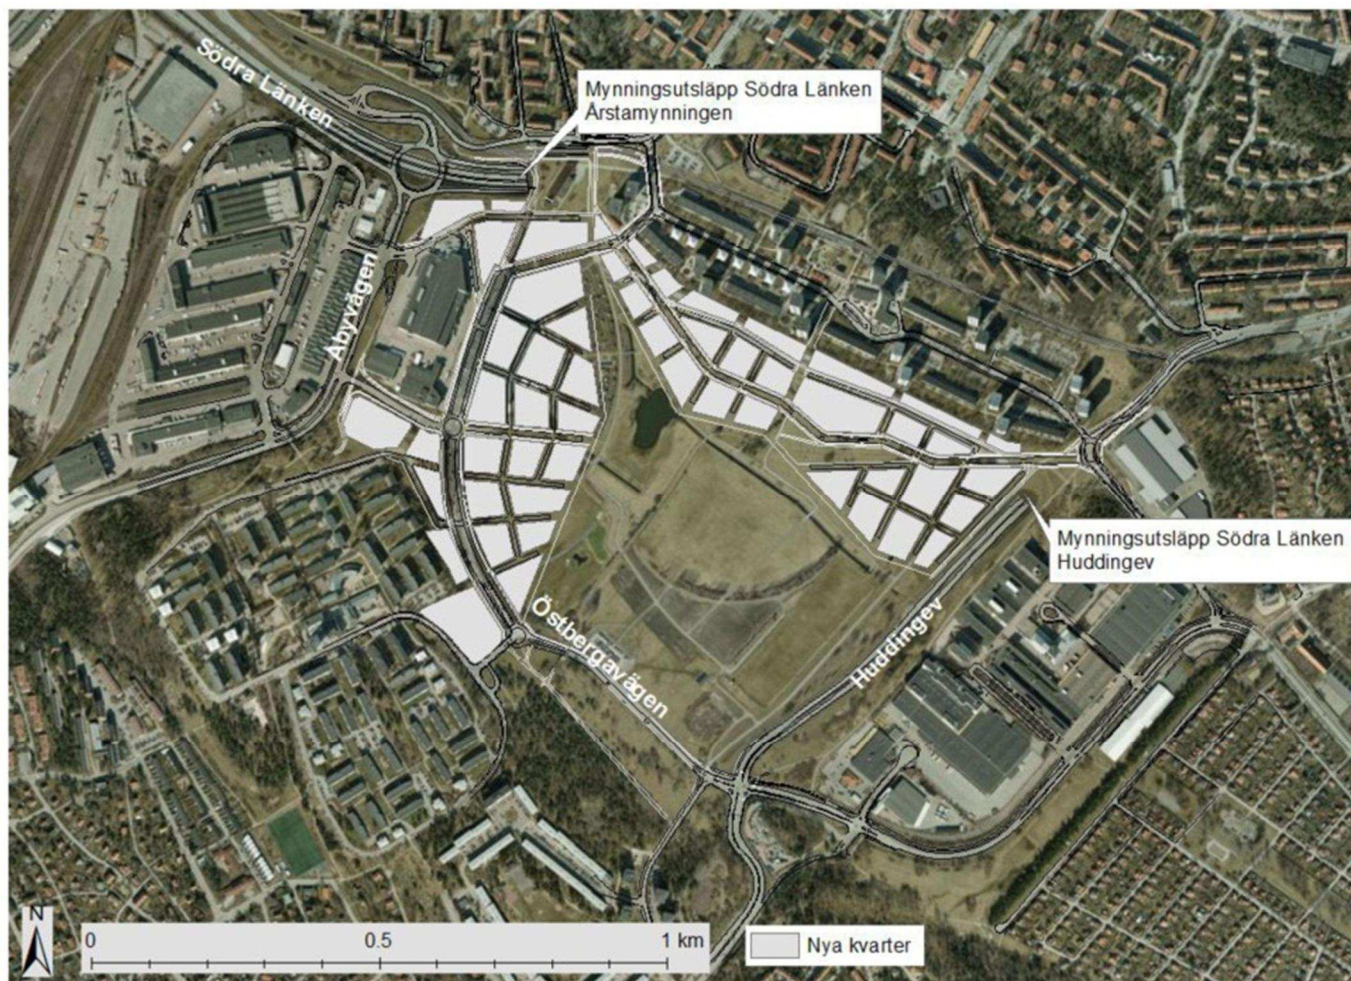 Södra Länken
Mynningsutsläpp Södra Länken
Årstamynningen
Åbyvägen
Mynningsutsläpp Södra Länken
Huddingev
Östbergavägen
Huddingev
N
0
0.5
1 km
Nya kvarter